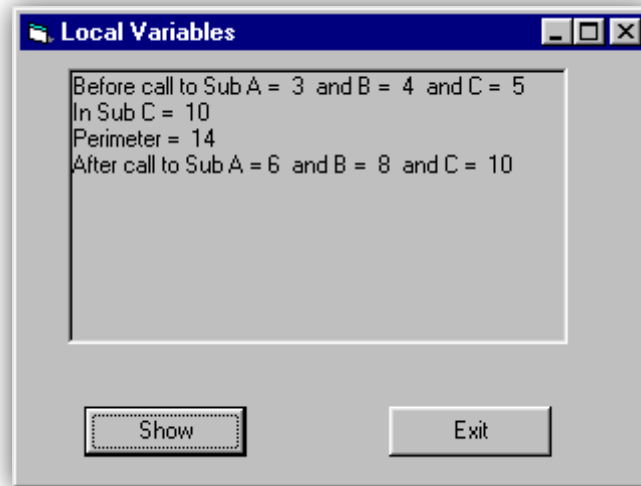 Local Variables
Before call to Sub A = 3 and B = 4 and C = 5
In Sub C = 10
Perimeter = 14
After call to Sub A = 6 and B = 8 and C = 10
Show
Exit